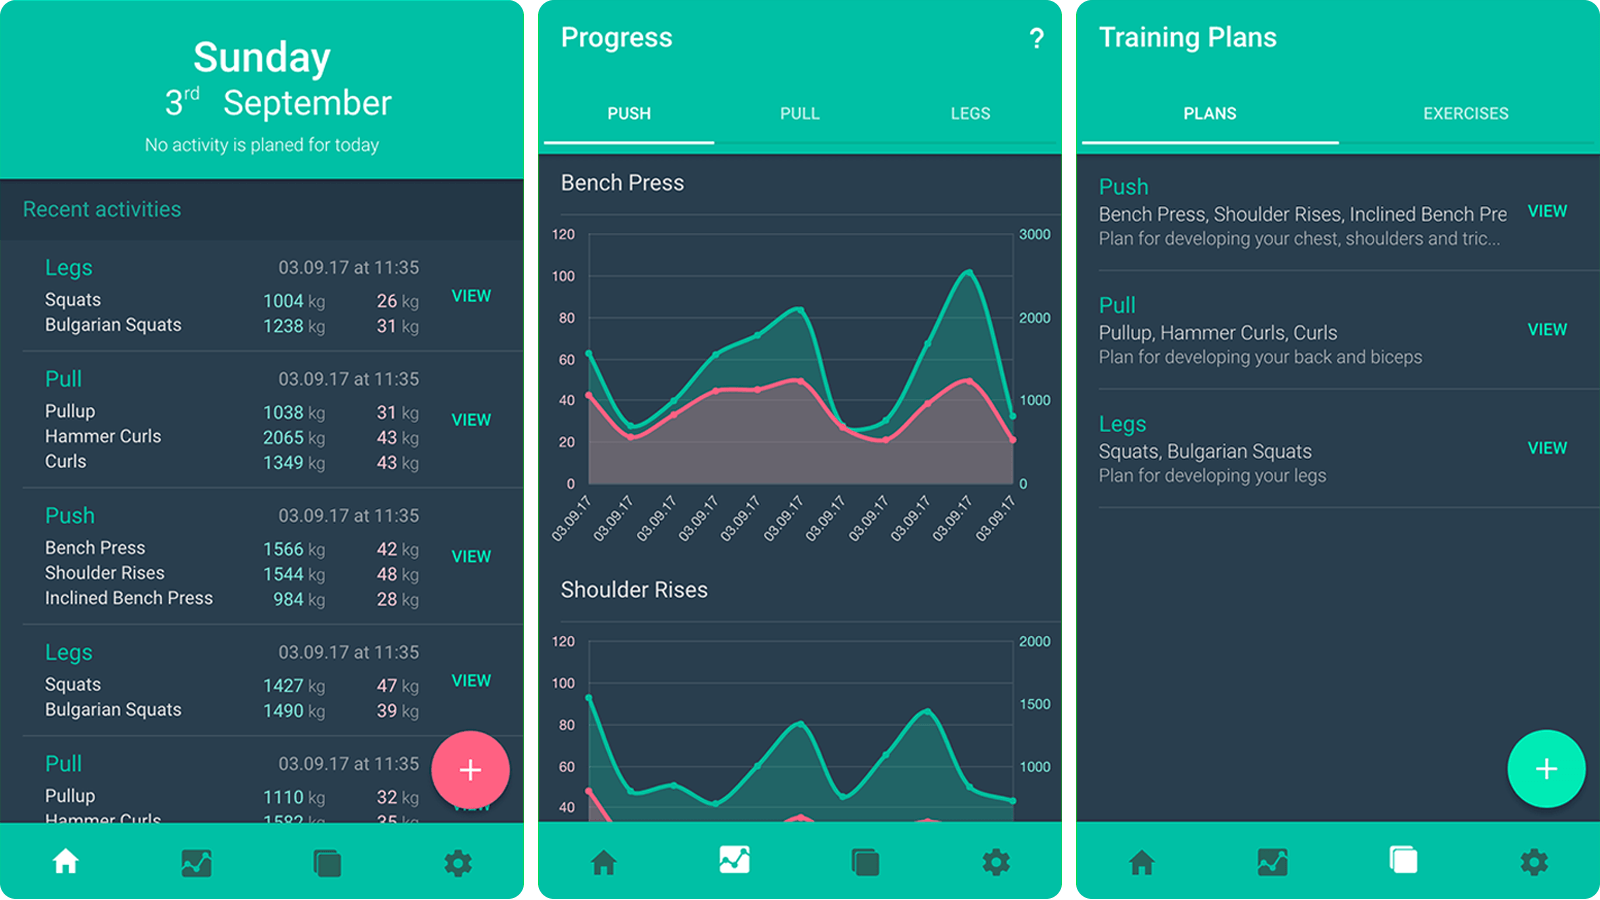 Sunday
3rd September
No activity is planed for today
Recent activities
Legs 03.09.17 at 11:35
Squats 1004 kg 26 kg
VIEW
Bulgarian Squats 1238 kg 31 kg
Pull 03.09.17 at 11:35
Pullup 1038 kg 31 kg
VIEW
Hammer Curls 2065 kg 43 kg
Curls 1349 kg 43 kg
Push 03.09.17 at 11:35
Bench Press 1566 kg 42 kg
VIEW
Shoulder Rises 1544 kg 48 kg
Inclined Bench Press 984 kg 28 kg
Legs 03.09.17 at 11:35
VIEW
Squats 1427 kg 47 kg
Bulgarian Squats 1490 kg 39 kg
Pull 03.09.17 at 11:35
+
Pullup 1110 kg 32 kg
Hammer Curls 1582 kg 35 kg
Progress ?
PUSH PULL LEGS
Bench Press
120 3000
100
80 2000
60
40 1000
20
0 0
03.09.17 03.09.17 03.09.17 03.09.17 03.09.17 03.09.17 03.09.17 03.09.17 03.09.17 03.09.17 03.09.17
Shoulder Rises
120 2000
100
1500
80
60 1000
40
Training Plans
PLANS EXERCISES
Push
Bench Press, Shoulder Rises, Inclined Bench Pre
VIEW
Plan for developing your chest, shoulders and tric...
Pull
Pullup, Hammer Curls, Curls
VIEW
Plan for developing your back and biceps
Legs
Squats, Bulgarian Squats
VIEW
Plan for developing your legs
+